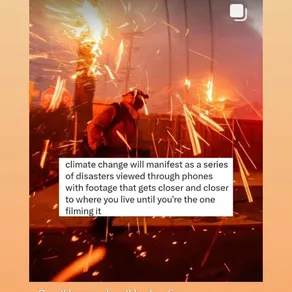 climate change will manifest as a series
of disasters viewed through phones
with footage that gets closer and closer
to where you live until you're the one
filming it